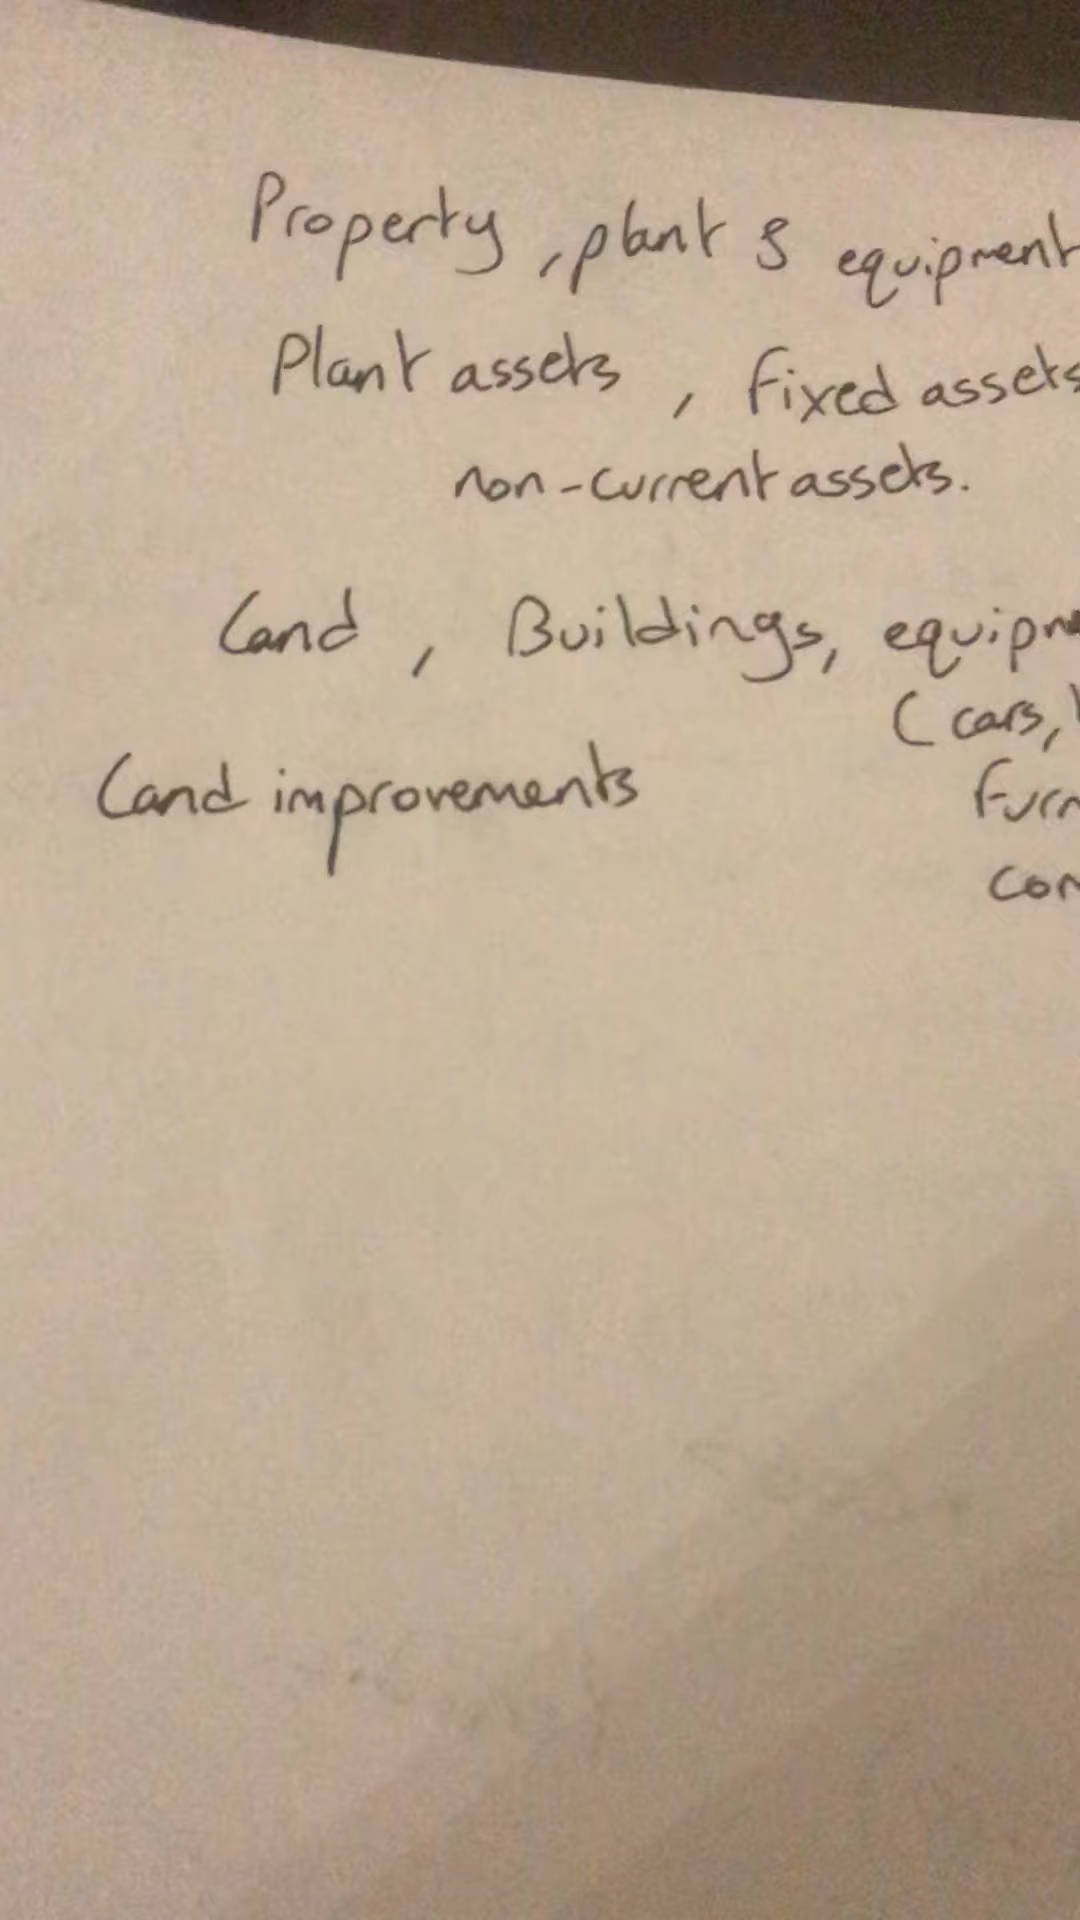 Property, plant & equipment
Plant assets, fixed assets
non-current assets.
Land, Buildings,
(cars,
Land improvements